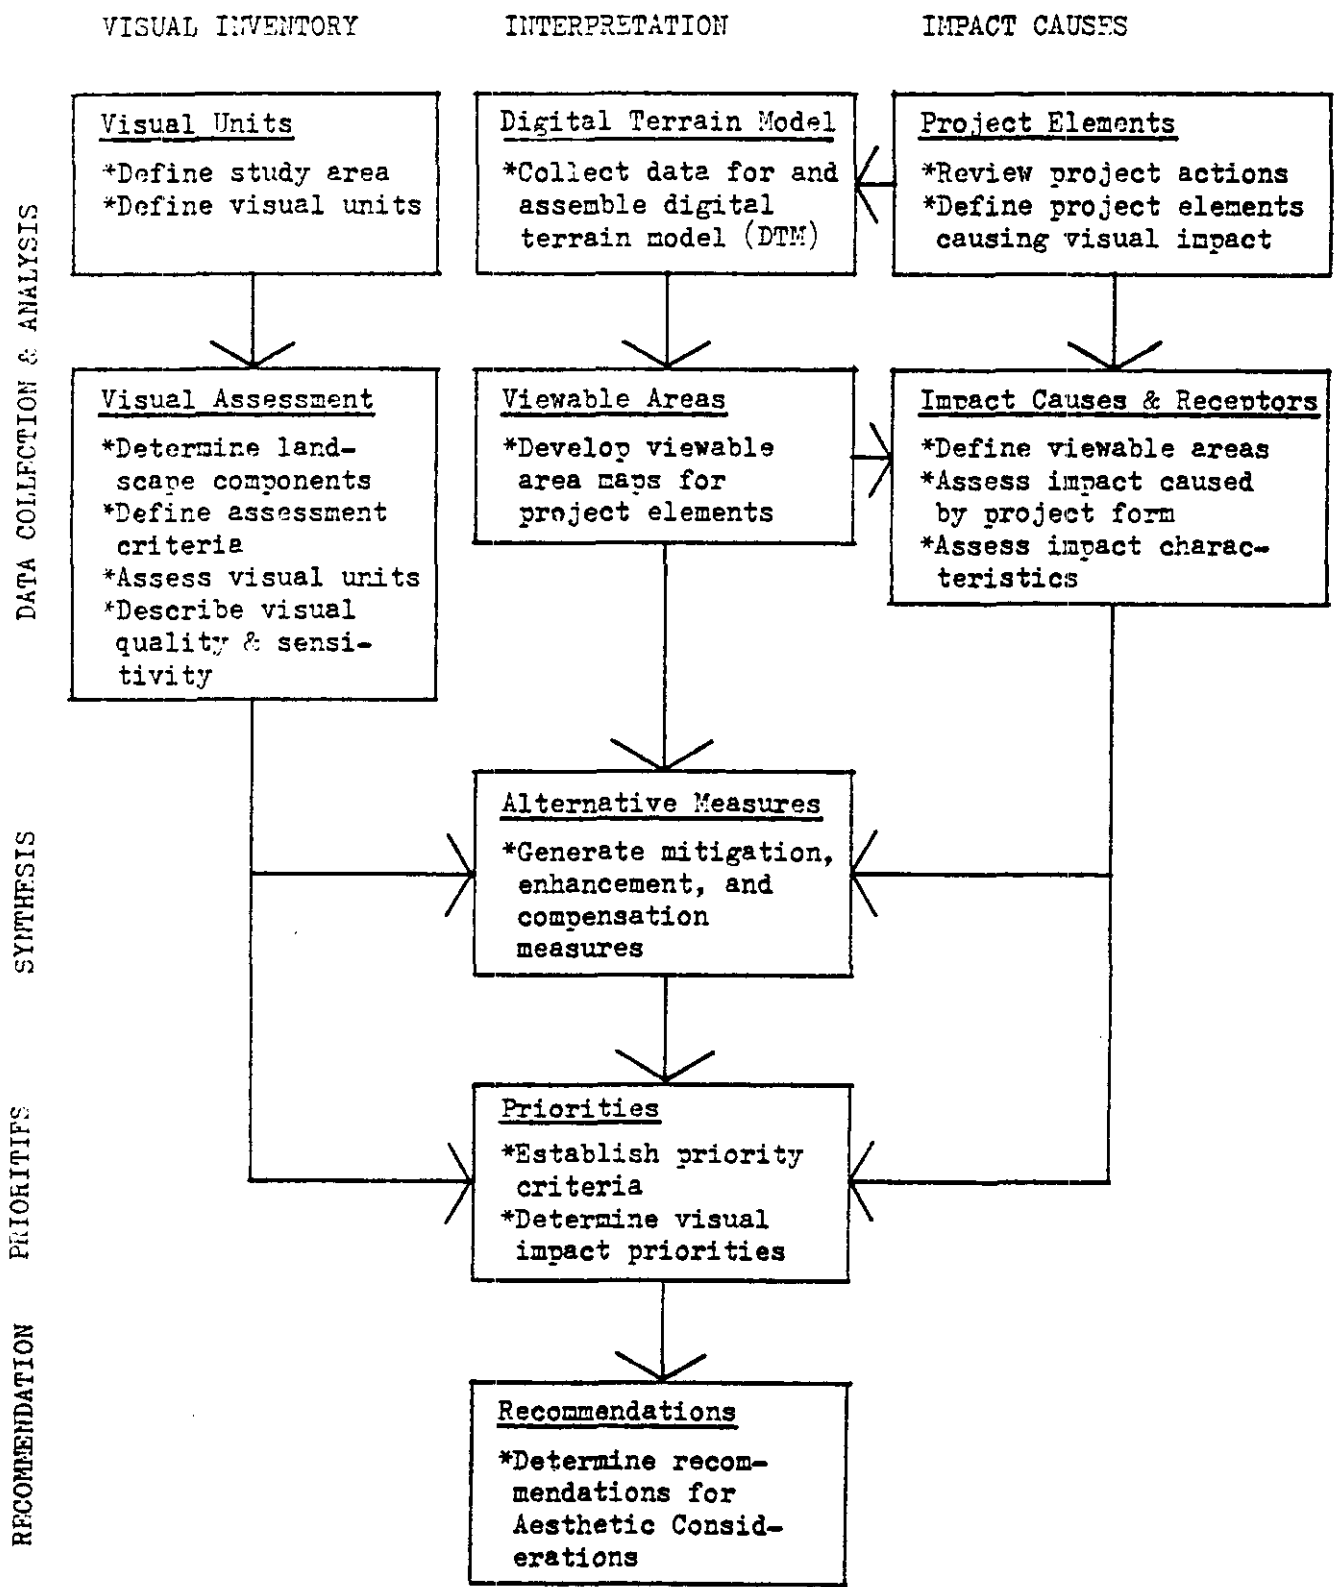 VISUAL INVENTORY
INTERPRETATION
IMPACT CAUSES
DATA COLLECTION & ANALYSIS
Visual Units
*Define study area
*Define visual units
Digital Terrain Model
*Collect data for and
assemble digital
terrain model (DTM)
Project Elements
*Review project actions
*Define project elements
causing visual impact
Visual Assessment
*Determine land-
scape components
*Define assessment
criteria
*Assess visual units
*Describe visual
quality & sensi-
tivity
Viewable Areas
*Develop viewable
area maps for
project elements
Impact Causes & Receptors
*Define viewable areas
*Assess impact caused
by project form
*Assess impact charac-
teristics
SYNTHESIS
Alternative Measures
*Generate mitigation,
enhancement, and
compensation
measures
PRIORITIES
Priorities
*Establish priority
criteria
*Determine visual
impact priorities
RECOMMENDATION
Recommendations
*Determine recom-
mendations for
Aesthetic Consid-
erations